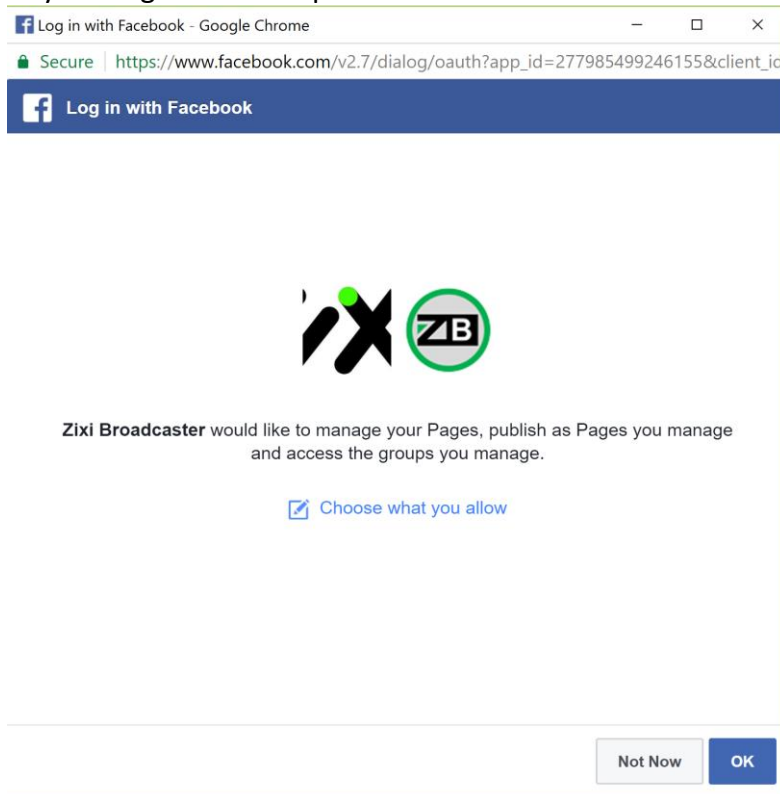 Log in with Facebook - Google Chrome
Secure https://www.facebook.com/v2.7/dialog/oauth?app_id=277985499246155&client_id
Log in with Facebook
ZB
Zixi Broadcaster would like to manage your Pages, publish as Pages you manage
and access the groups you manage.
Choose what you allow
Not Now OK